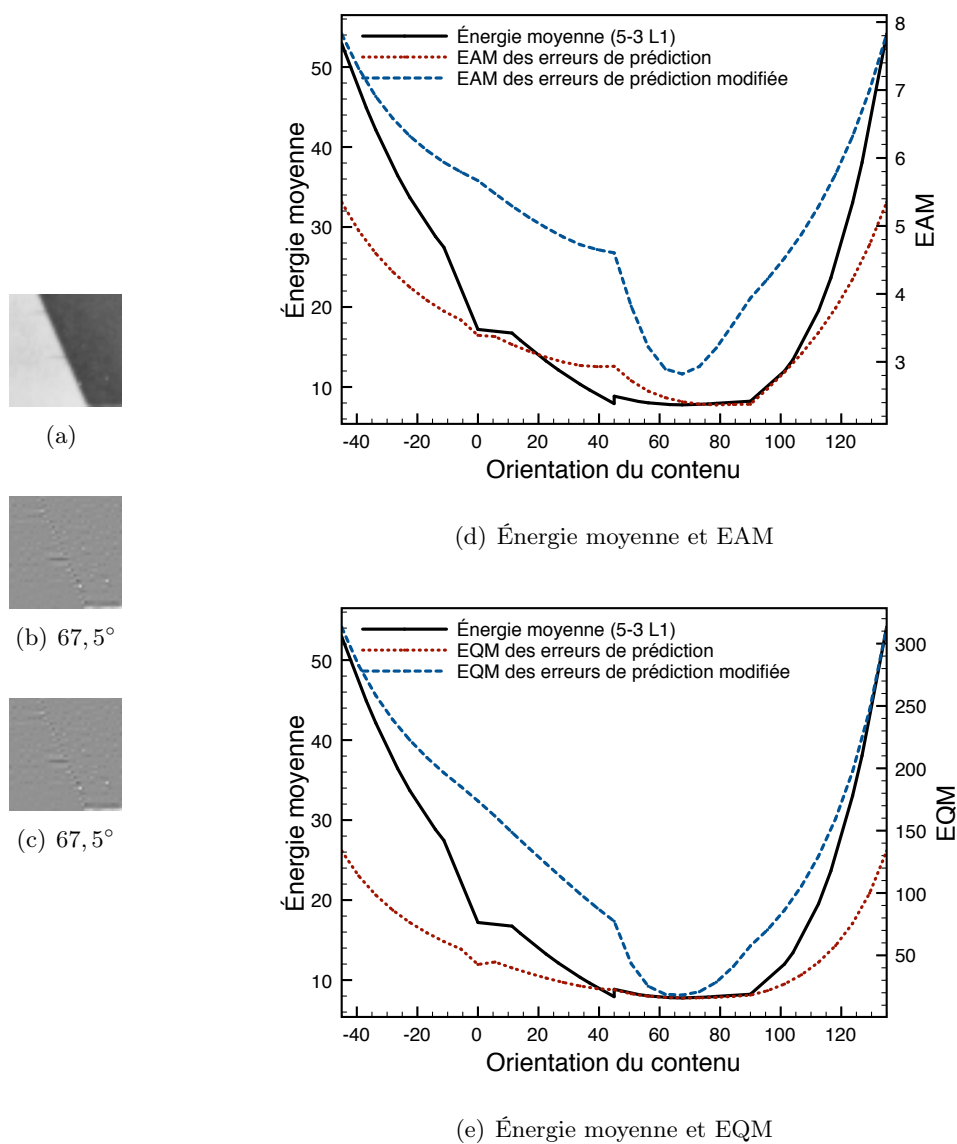 (a)
(b) 67, 5°
(c) 67, 5°
Énergie moyenne (5-3 L1)
EAM des erreurs de prédiction
EAM des erreurs de prédiction modifiée
Énergie moyenne
50
40
30
20
10
8
7
6
5
4
3
EAM
-40 -20 0 20 40 60 80 100 120
Orientation du contenu
(d) Énergie moyenne et EAM
Énergie moyenne (5-3 L1)
EQM des erreurs de prédiction
EQM des erreurs de prédiction modifiée
Énergie moyenne
50
40
30
20
10
300
250
200
150
100
50
EQM
-40 -20 0 20 40 60 80 100 120
Orientation du contenu
(e) Énergie moyenne et EQM